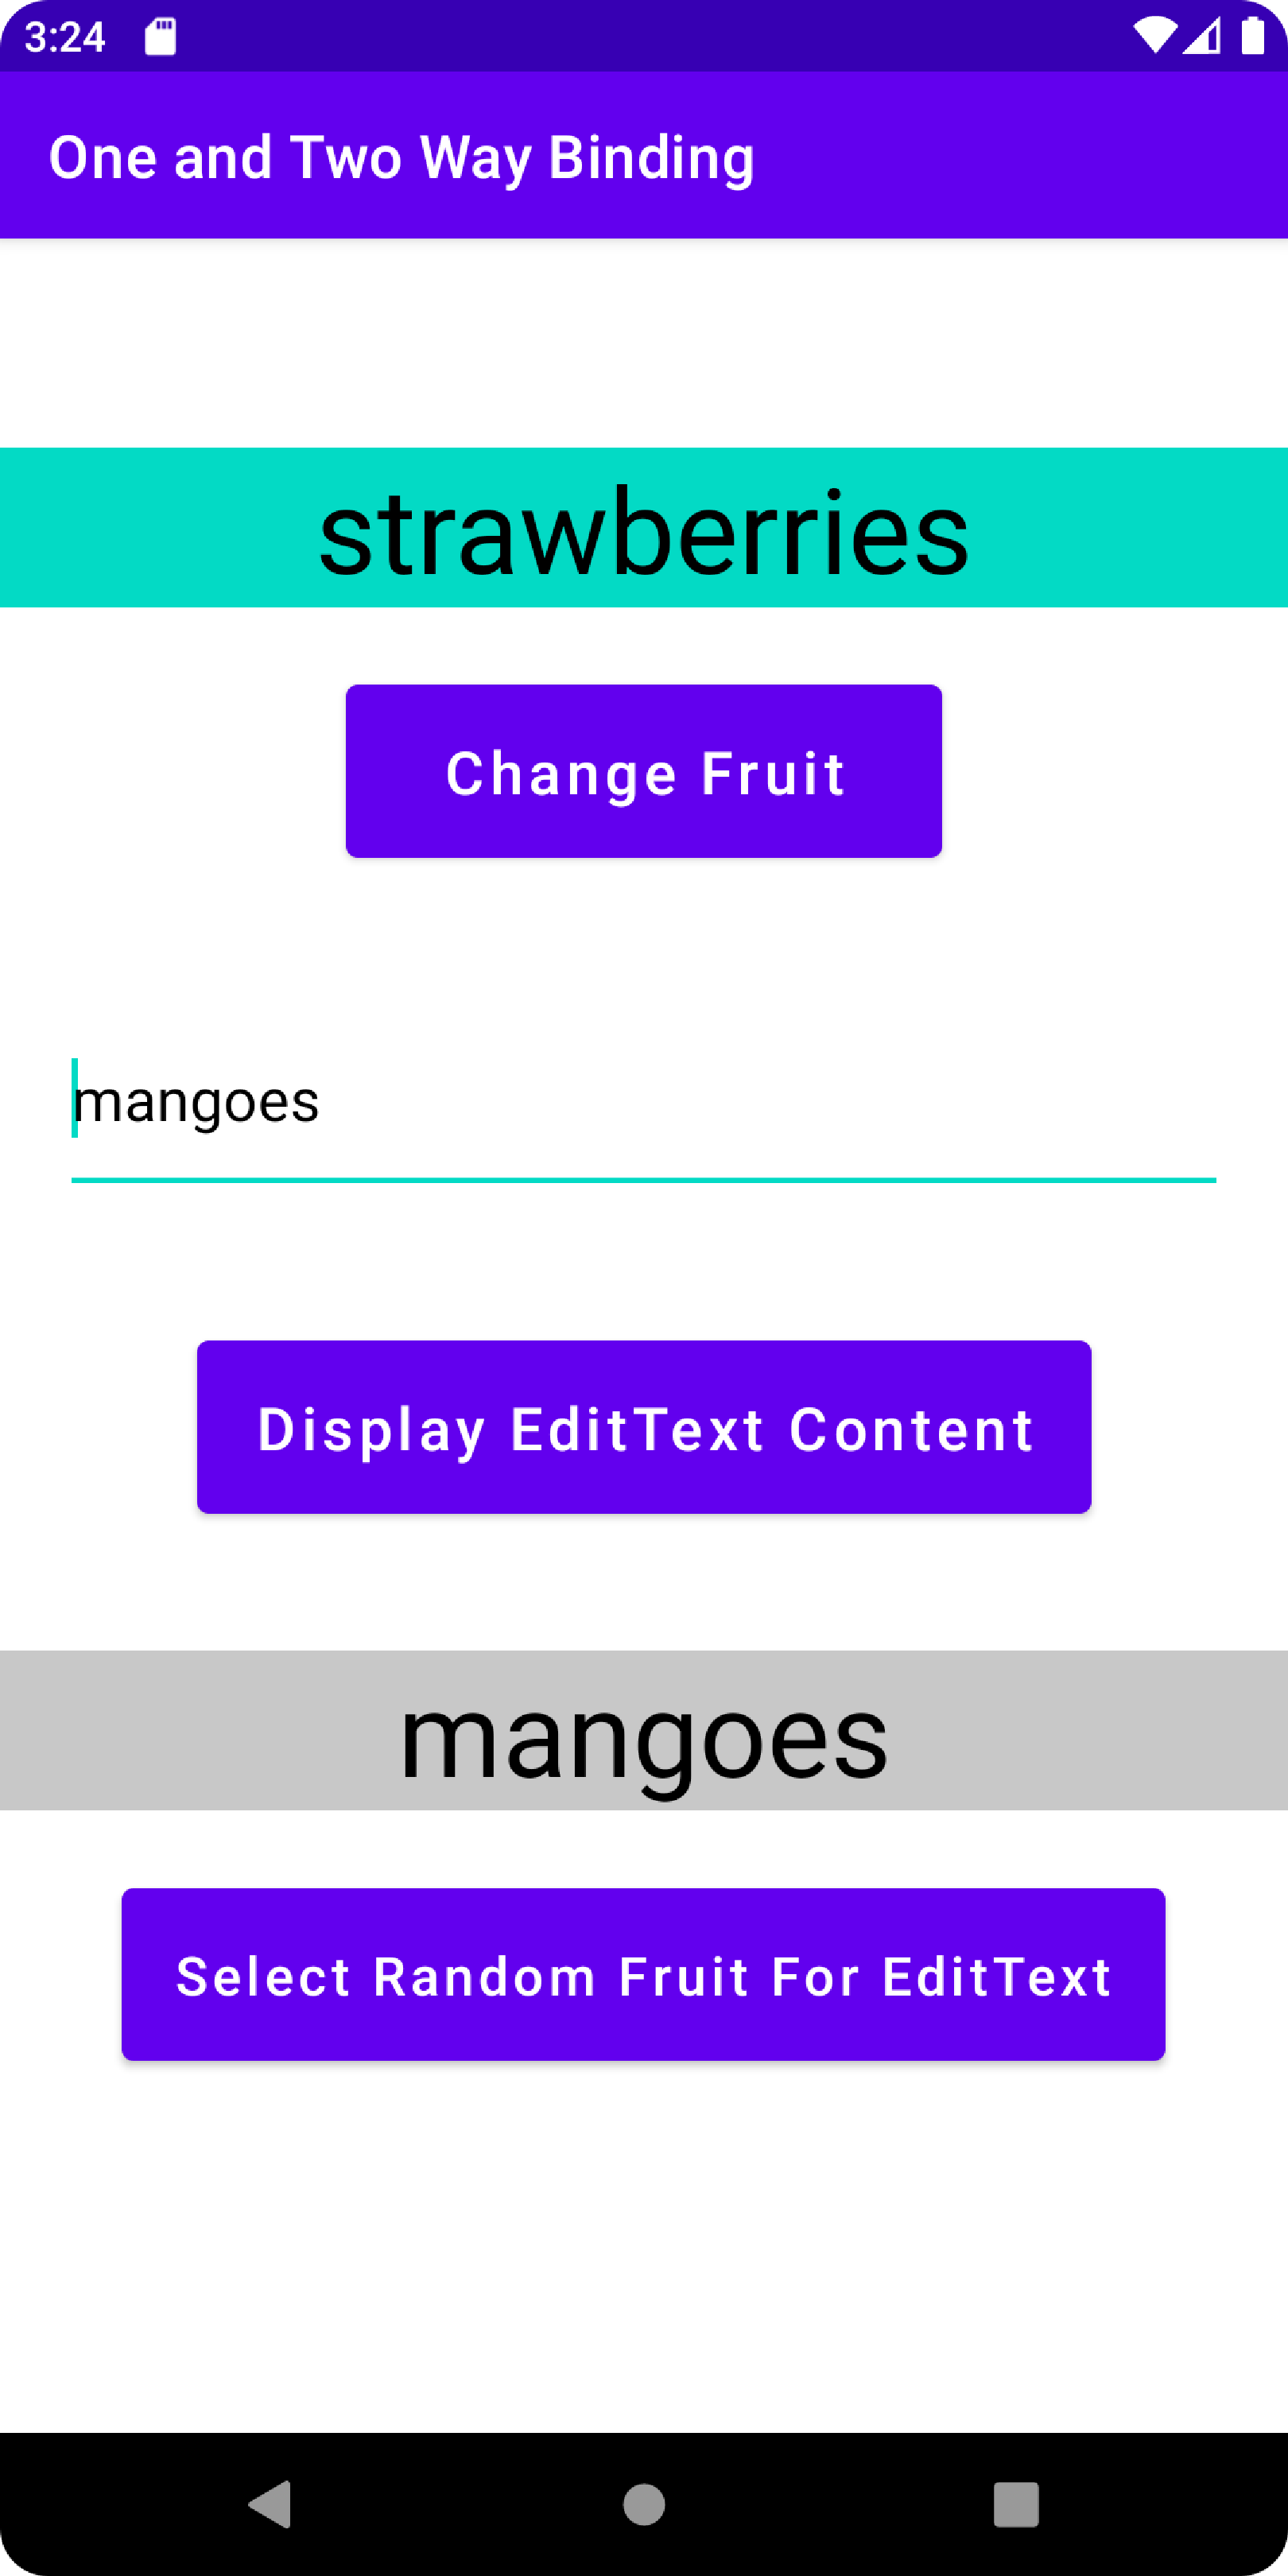 3:24
One and Two Way Binding
strawberries
Change Fruit
mangoes
Display EditText Content
mangoes
Select Random Fruit For EditText